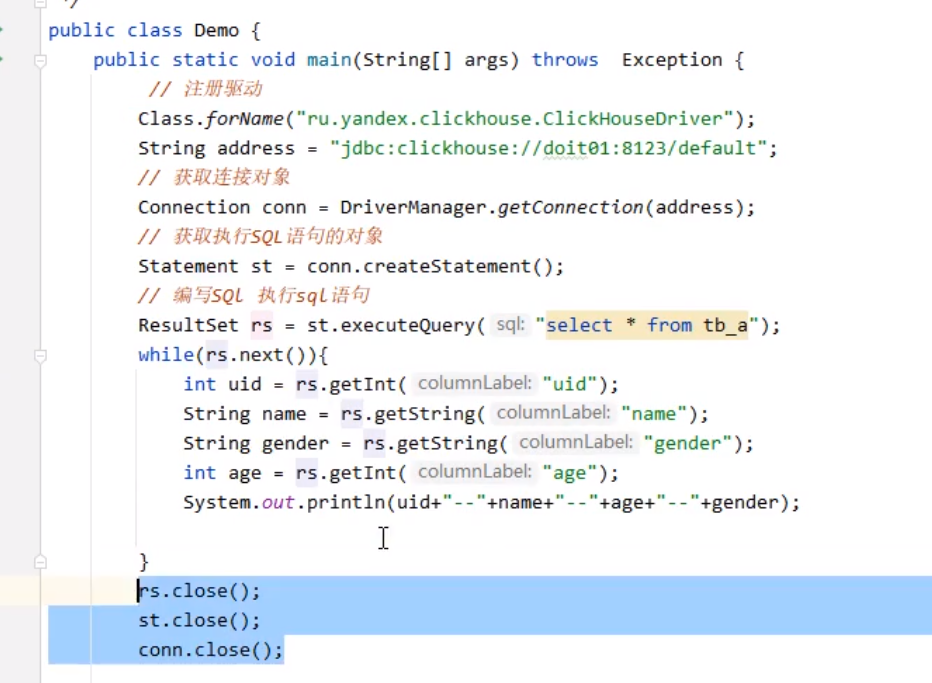 */
public class Demo {
public static void main(String[] args) throws  Exception {
// 注册驱动
Class.forName("ru.yandex.clickhouse.ClickHouseDriver");
String address = "jdbc:clickhouse://doit01:8123/default";
// 获取连接对象
Connection conn = DriverManager.getConnection(address);
// 获取执行SQL语句的对象
Statement st = conn.createStatement();
// 编写SQL 执行sql语句
ResultSet rs = st.executeQuery( sql: "select * from tb_a");
while(rs.next()){
int uid = rs.getInt( columnLabel: "uid");
String name = rs.getString( columnLabel: "name");
String gender = rs.getString( columnLabel: "gender");
int age = rs.getInt( columnLabel: "age");
System.out.println(uid+"--"+name+"--"+age+"--"+gender);
}
rs.close();
st.close();
conn.close();